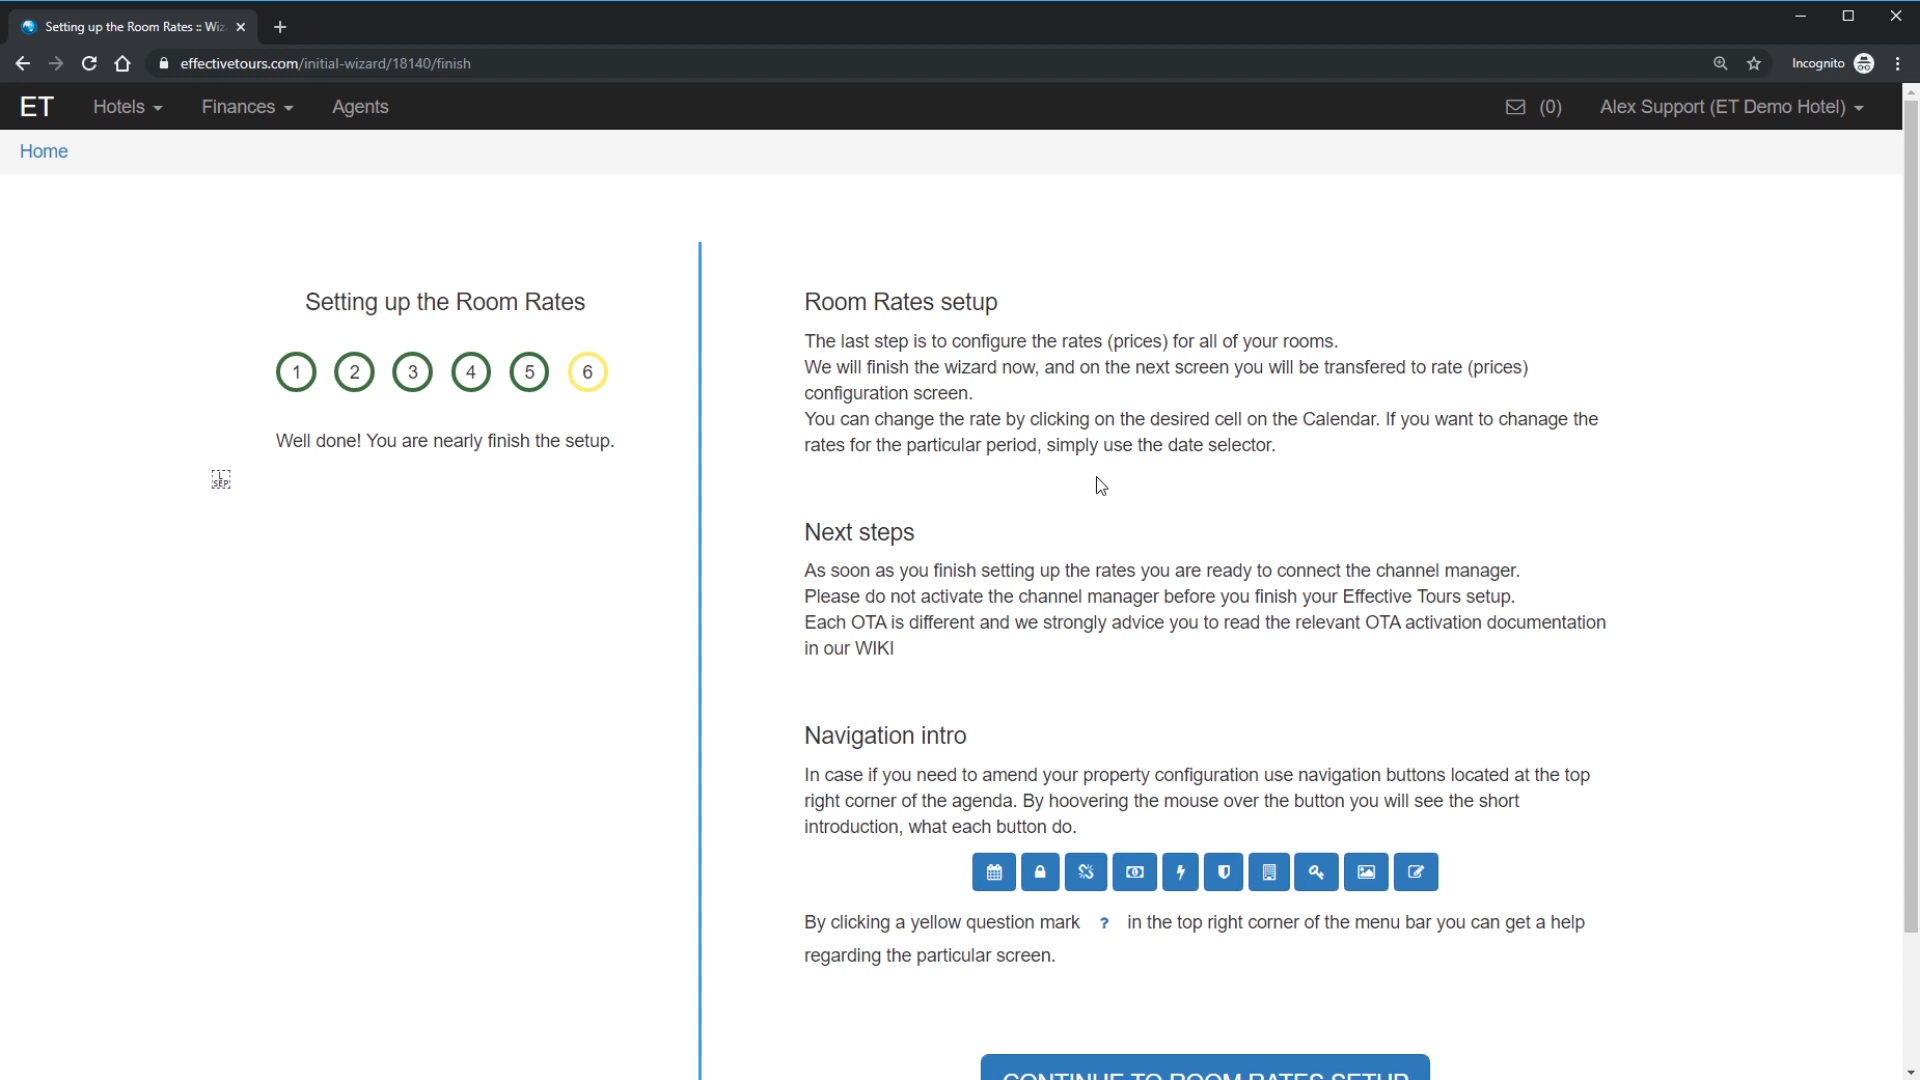 Setting up the Room Rates :: Wiz
effectivetours.com/initial-wizard/18140/finish
Incognito
ET
Hotels
Finances
Agents
(0)
Alex Support (ET Demo Hotel)
Home
Setting up the Room Rates
1 2 3 4 5 6
Well done! You are nearly finish the setup.
L SEP
Room Rates setup
The last step is to configure the rates (prices) for all of your rooms.
We will finish the wizard now, and on the next screen you will be transfered to rate (prices)
configuration screen.
You can change the rate by clicking on the desired cell on the Calendar. If you want to chanage the
rates for the particular period, simply use the date selector.
Next steps
As soon as you finish setting up the rates you are ready to connect the channel manager.
Please do not activate the channel manager before you finish your Effective Tours setup.
Each OTA is different and we strongly advice you to read the relevant OTA activation documentation
in our WIKI
Navigation intro
In case if you need to amend your property configuration use navigation buttons located at the top
right corner of the agenda. By hoovering the mouse over the button you will see the short
introduction, what each button do.
By clicking a yellow question mark ? in the top right corner of the menu bar you can get a help
regarding the particular screen.
CONTINUE TO ROOM RATES SETUP